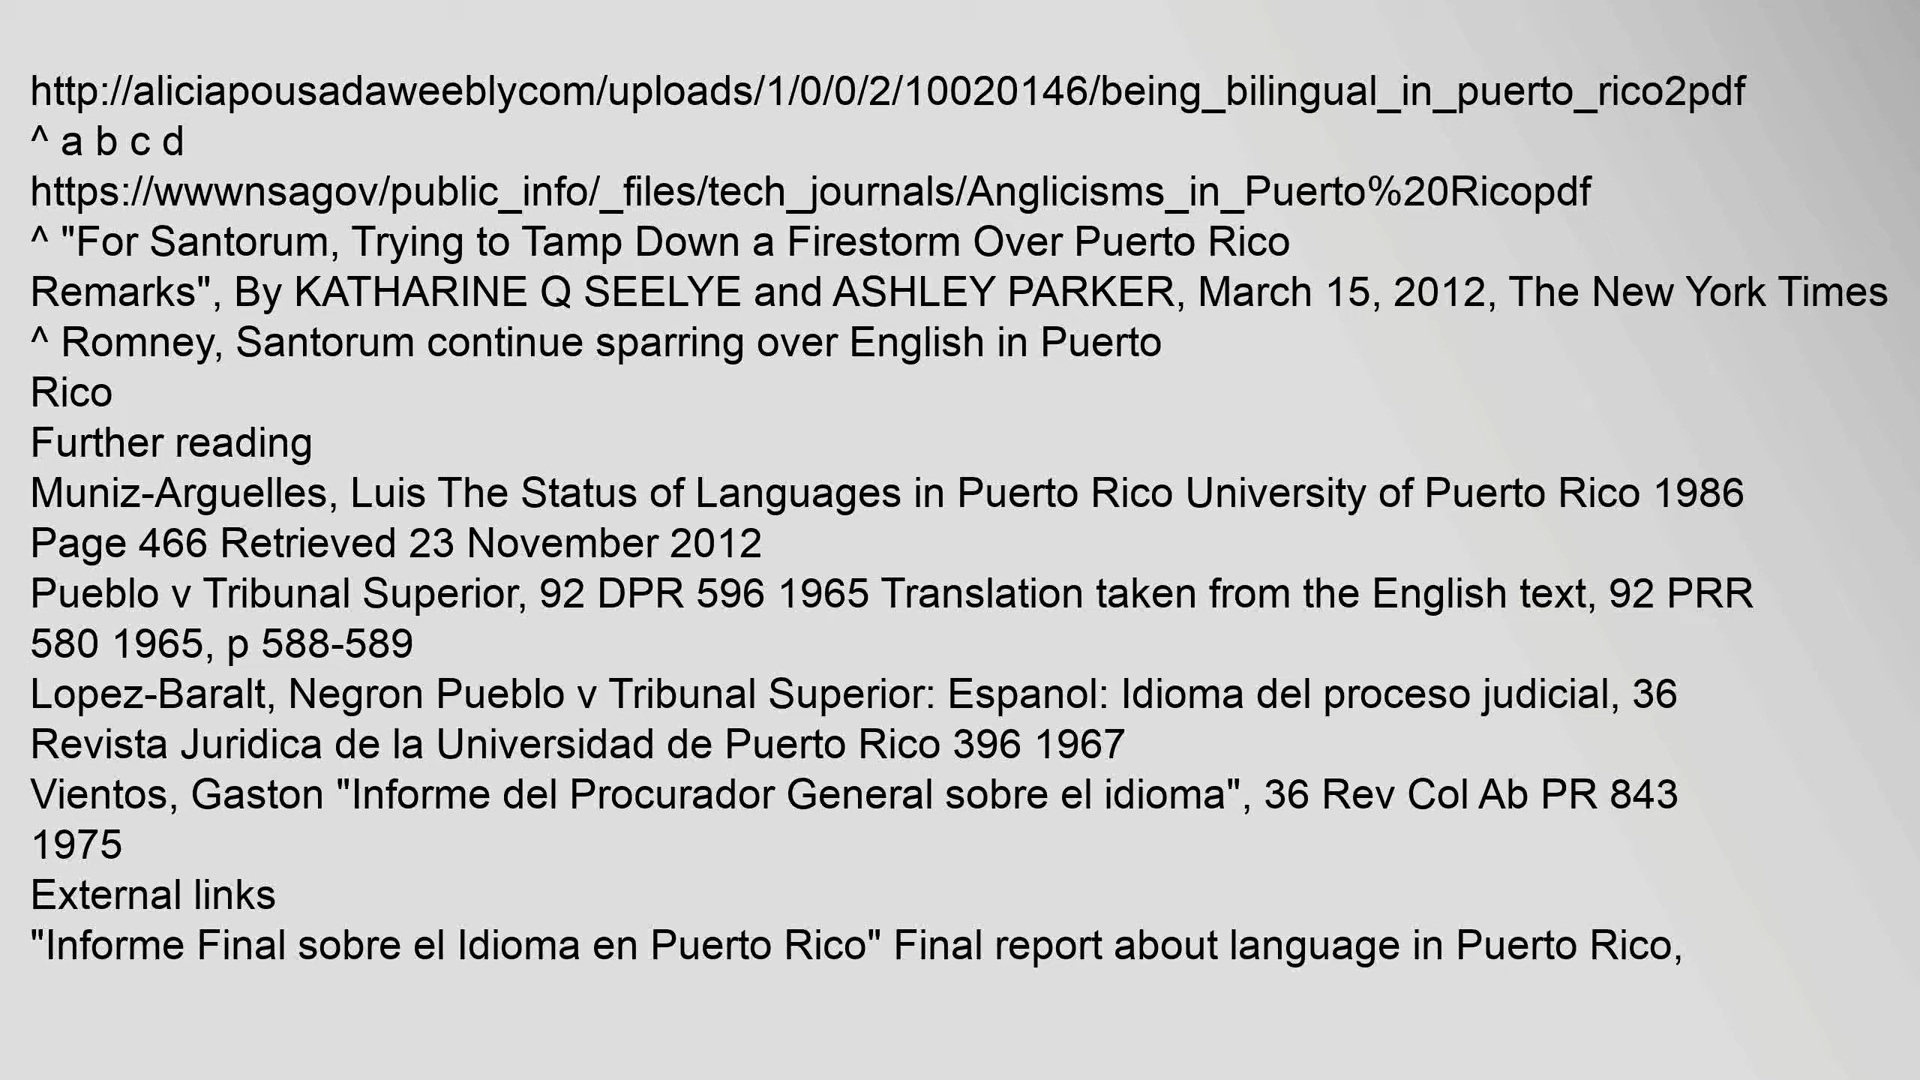 http://aliciapousadaweeblycom/uploads/1/0/0/2/10020146/being_bilingual_in_puerto_rico2pdf
^ a b c d
https://wwwnsagov/public_info/_files/tech_journals/Anglicisms_in_Puerto%20Ricopdf
^ "For Santorum, Trying to Tamp Down a Firestorm Over Puerto Rico
Remarks", By KATHARINE Q SEELYE and ASHLEY PARKER, March 15, 2012, The New York Times
^ Romney, Santorum continue sparring over English in Puerto
Rico
Further reading
Muniz-Arguelles, Luis The Status of Languages in Puerto Rico University of Puerto Rico 1986
Page 466 Retrieved 23 November 2012
Pueblo v Tribunal Superior, 92 DPR 596 1965 Translation taken from the English text, 92 PRR
580 1965, p 588-589
Lopez-Baralt, Negron Pueblo v Tribunal Superior: Espanol: Idioma del proceso judicial, 36
Revista Juridica de la Universidad de Puerto Rico 396 1967
Vientos, Gaston "Informe del Procurador General sobre el idioma", 36 Rev Col Ab PR 843
1975
External links
"Informe Final sobre el Idioma en Puerto Rico" Final report about language in Puerto Rico,